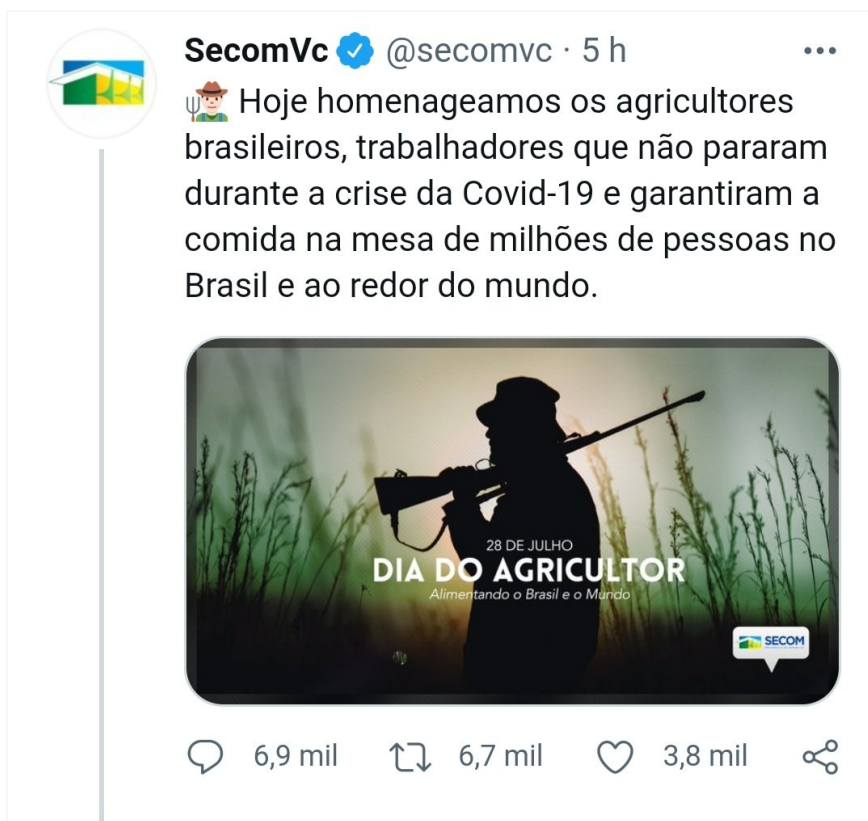 SecomVc @secomvc · 5 h
Hoje homenageamos os agricultores
brasileiros, trabalhadores que não pararam
durante a crise da Covid-19 e garantiram a
comida na mesa de milhões de pessoas no
Brasil e ao redor do mundo.
28 DE JULHO
DIA DO AGRICULTOR
Alimentando o Brasil e o Mundo
SECOM
6,9 mil 6,7 mil 3,8 mil